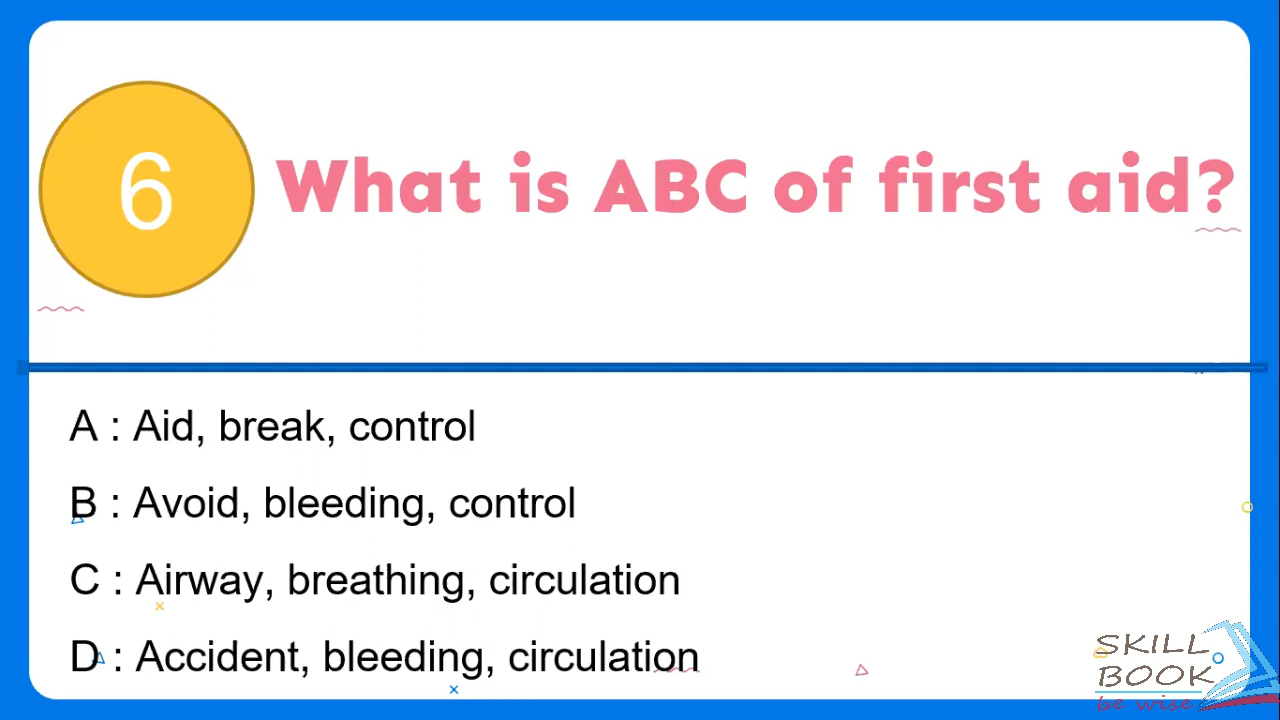 6
What is ABC of first aid?
A : Aid, break, control
B : Avoid, bleeding, control
C : Airway, breathing, circulation
D : Accident, bleeding, circulation
SKILL
BOOK
be wise